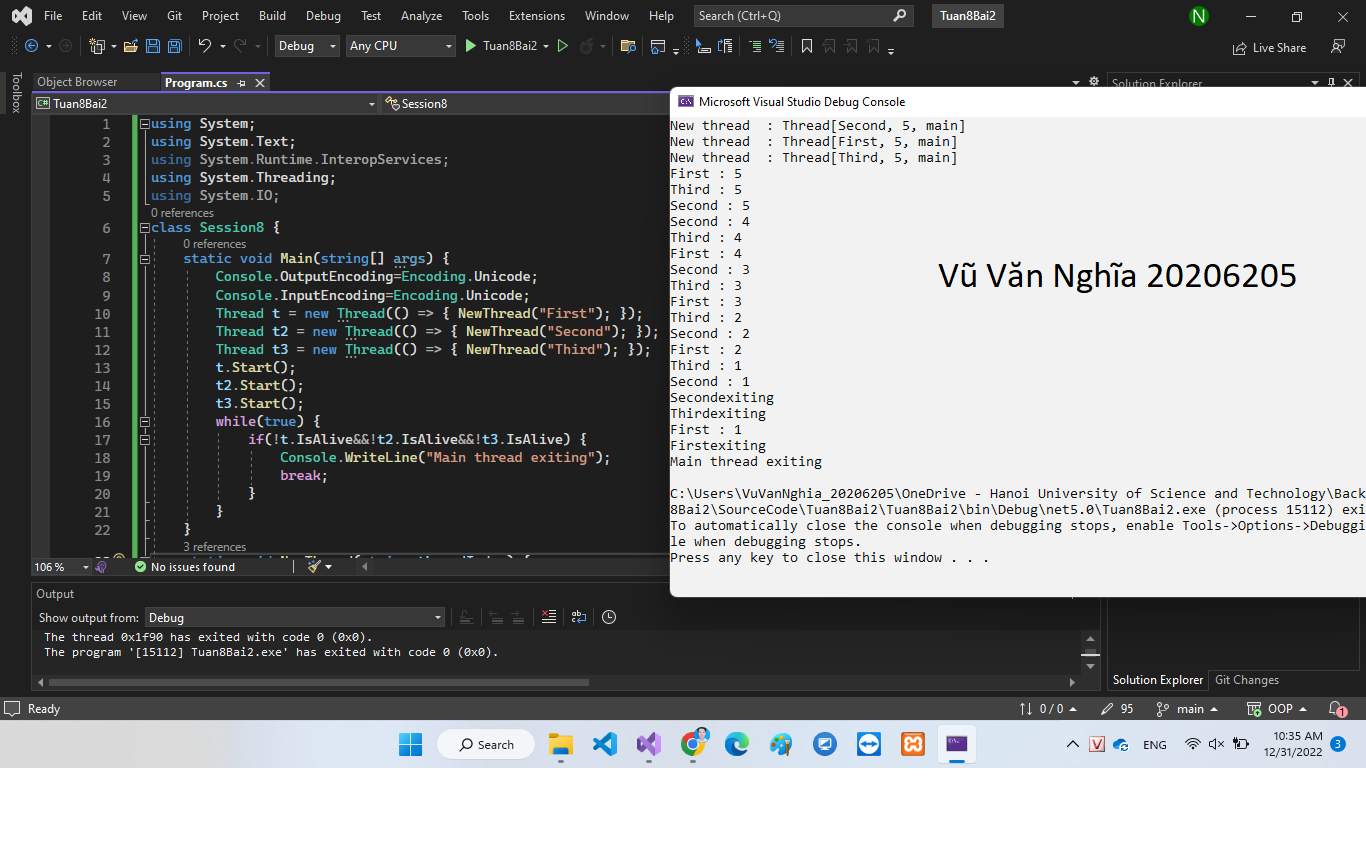 File Edit View Git Project Build Debug Test Analyze Tools Extensions Window Help Search (Ctrl+Q) Tuan8Bai2 N
Debug Any CPU Tuan8Bai2 Live Share
Toolbox
Object Browser Program.cs Solution Explorer
C# Tuan8Bai2 Session8
1 using System;
2 using System.Text;
3 using System.Runtime.InteropServices;
4 using System.Threading;
5 using System.IO;
0 references
6 class Session8 {
0 references
7 static void Main(string[] args) {
8 Console.OutputEncoding=Encoding.Unicode;
9 Console.InputEncoding=Encoding.Unicode;
10 Thread t = new Thread(() => { NewThread("First"); });
11 Thread t2 = new Thread(() => { NewThread("Second"); });
12 Thread t3 = new Thread(() => { NewThread("Third"); });
13 t.Start();
14 t2.Start();
15 t3.Start();
16 while(true) {
17 if(!t.IsAlive&&!t2.IsAlive&&!t3.IsAlive) {
18 Console.WriteLine("Main thread exiting");
19 break;
20 }
21 }
22 }
3 references
106 % No issues found
Microsoft Visual Studio Debug Console
New thread  : Thread[Second, 5, main]
New thread  : Thread[First, 5, main]
New thread  : Thread[Third, 5, main]
First : 5
Third : 5
Second : 5
Second : 4
Third : 4
First : 4
Second : 3
Third : 3
First : 3
Third : 2
Second : 2
First : 2
Third : 1
Second : 1
Secondexiting
Thirdexiting
First : 1
Firstexiting
Main thread exiting
C:\Users\VuVanNghia_20206205\OneDrive - Hanoi University of Science and Technology\Back
8Bai2\SourceCode\Tuan8Bai2\Tuan8Bai2\bin\Debug\net5.0\Tuan8Bai2.exe (process 15112) exi
To automatically close the console when debugging stops, enable Tools->Options->Debuggi
le when debugging stops.
Press any key to close this window . . .
Vũ Văn Nghĩa 20206205
Output
Show output from: Debug
The thread 0x1f90 has exited with code 0 (0x0).
The program '[15112] Tuan8Bai2.exe' has exited with code 0 (0x0).
Solution Explorer Git Changes
Ready 0 / 0 95 main OOP 1
Search ENG 10:35 AM
12/31/2022 3